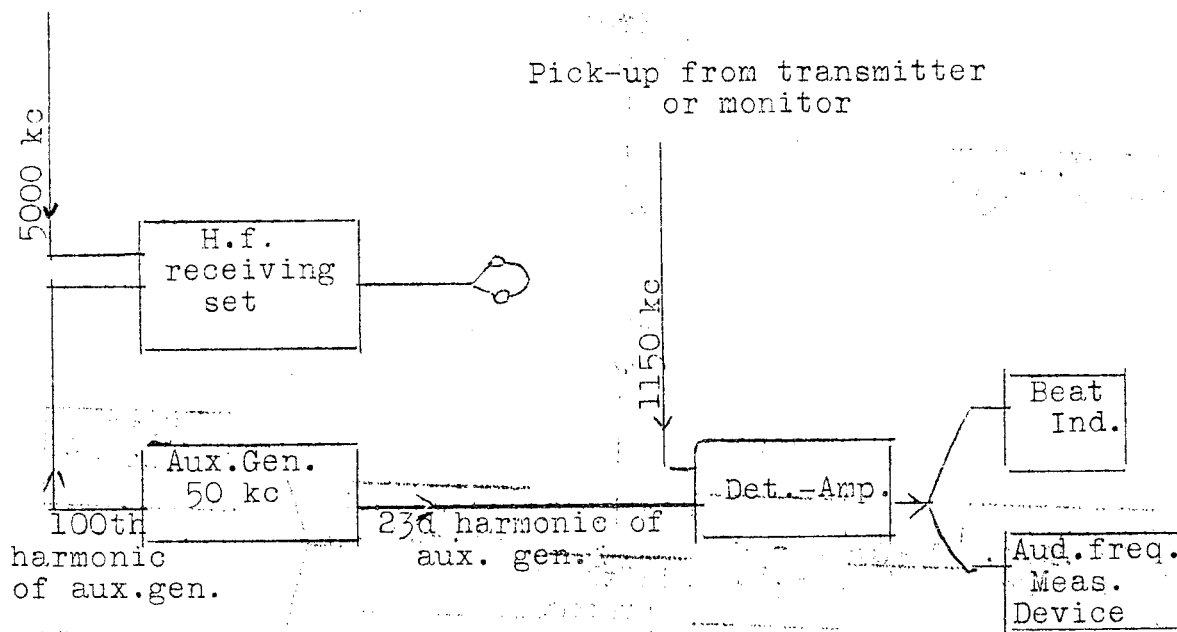 Pick-up from transmitter
or monitor
5000 kc
H.f.
receiving
set
1150 kc
Beat
Ind.
Aux.Gen.
50 kc
Det.-Amp.
100th
harmonic
of aux.gen.
23d harmonic of
aux. gen.
Aud.freq.
Meas.
Device